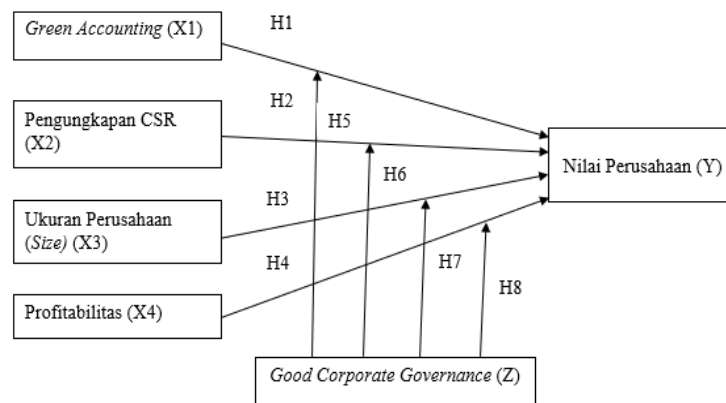 Green Accounting (X1)
H1
H2
Pengungkapan CSR
(X2)
H5
H6
Nilai Perusahaan (Y)
Ukuran Perusahaan
(Size) (X3)
H3
H4
H7
Profitabilitas (X4)
H8
Good Corporate Governance (Z)